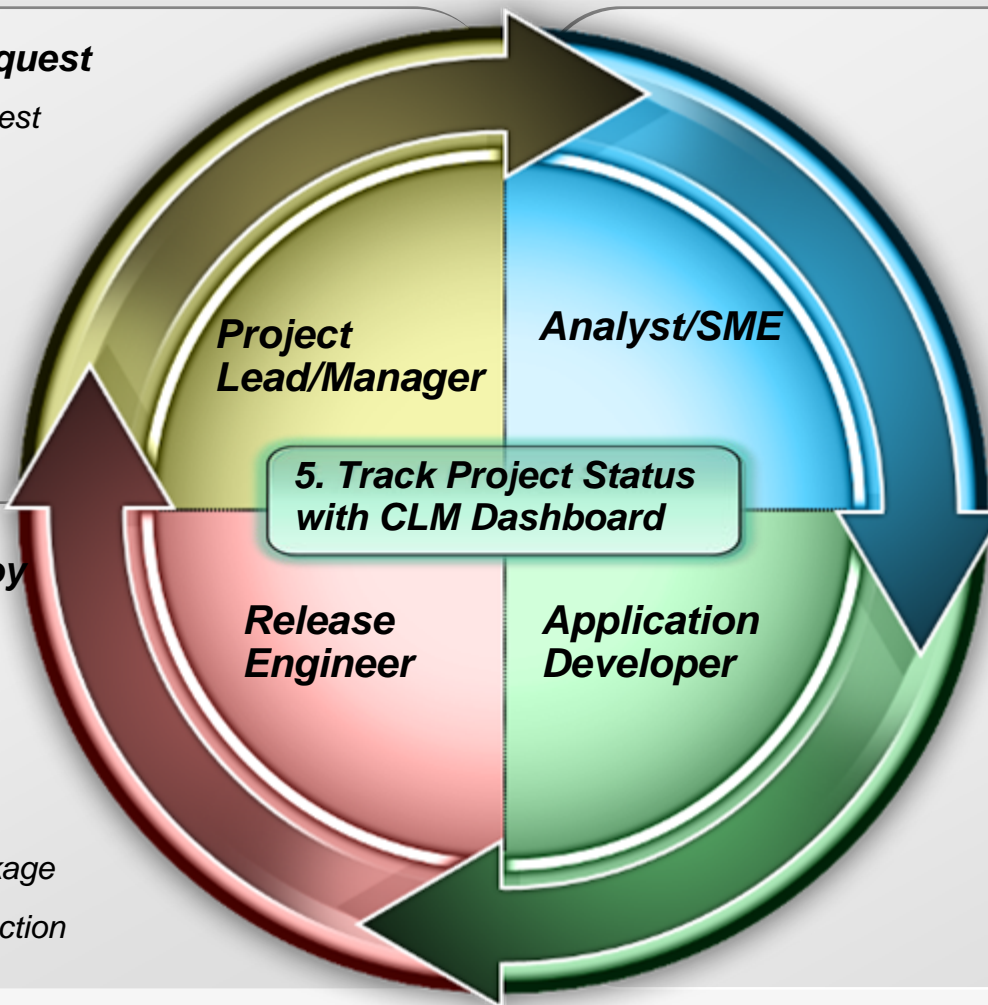 quest
est
Project
Lead/Manager
Analyst/SME
5. Track Project Status
with CLM Dashboard
oy
Release
Engineer
Application
Developer
kage
ction